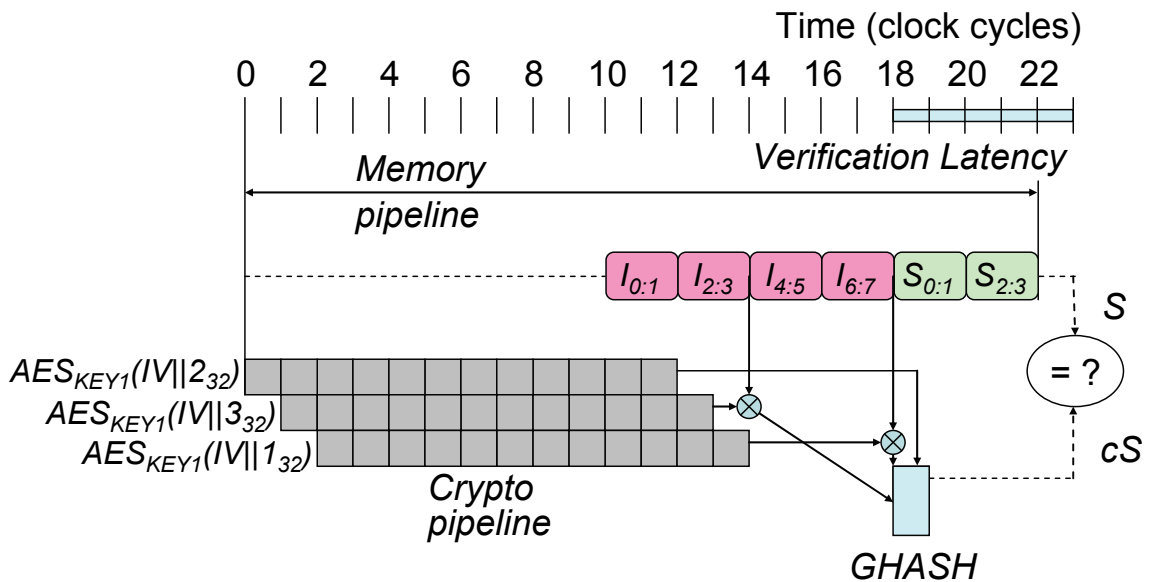 Time (clock cycles)
0 2 4 6 8 10 12 14 16 18 20 22
Verification Latency
Memory
pipeline
I0:1 I2:3 I4:5 I6:7 S0:1 S2:3
S
AESKEY1(IV||232)
= ?
AESKEY1(IV||332)
AESKEY1(IV||132)
cS
Crypto
pipeline
GHASH